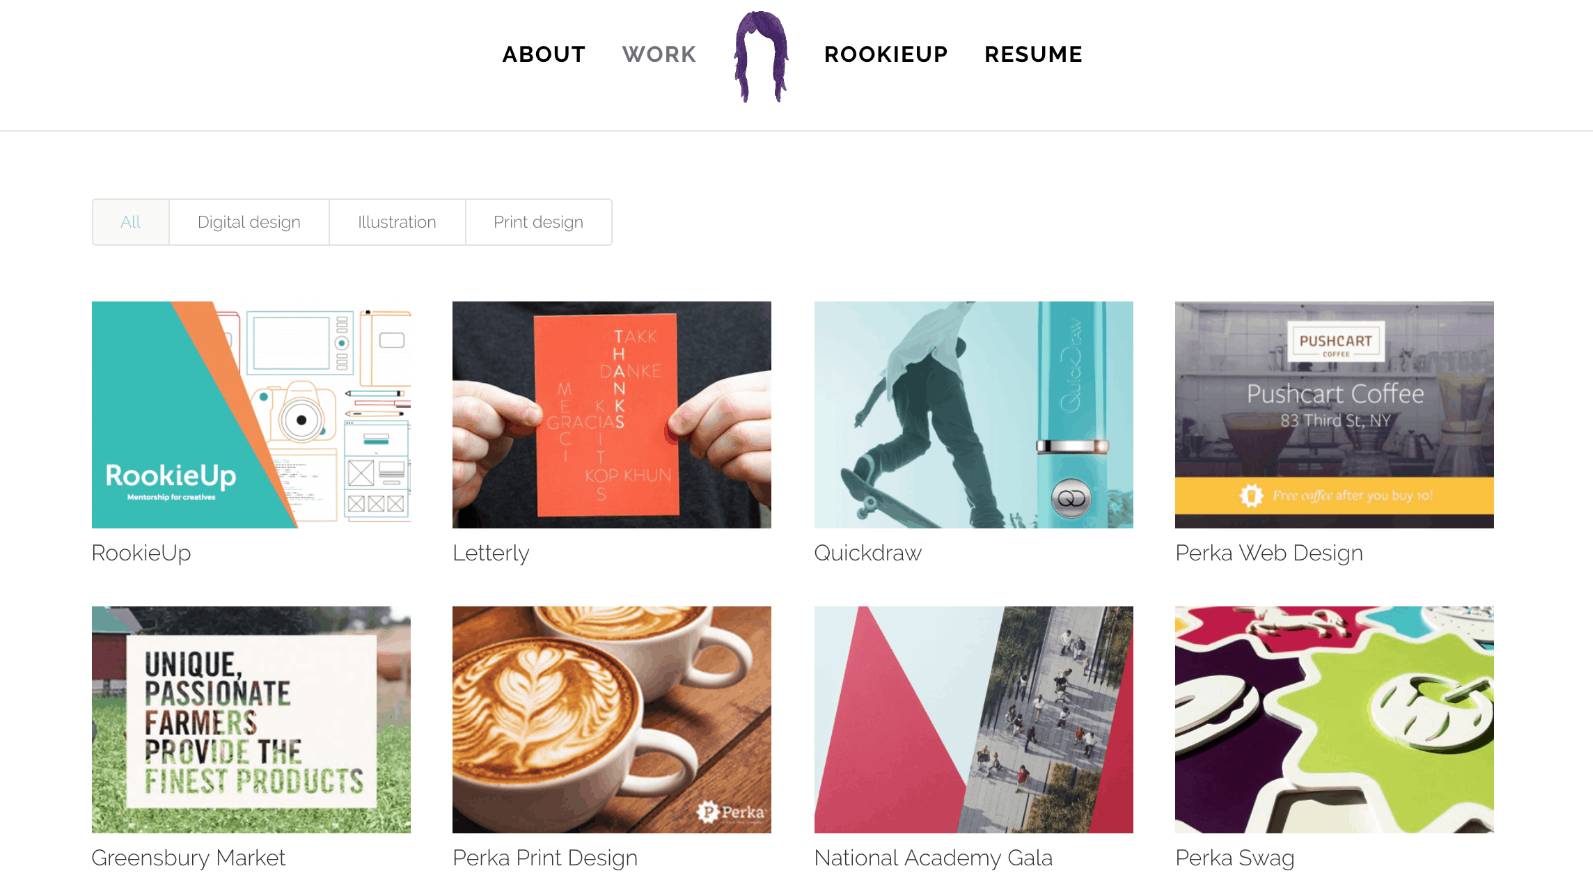 ABOUT
WORK
ROOKIEUP
RESUME
All
Digital design
Illustration
Print design
RookieUp
Mentorship for creatives
TAKK
THANKS
DANKE
MERCI
GRACIAS
KIITOS
KOP KHUN
QUICKDRAW
QD
PUSHCART
COFFEE
Pushcart Coffee
83 Third St, NY
Free coffee after you buy 10!
RookieUp
Letterly
Quickdraw
Perka Web Design
UNIQUE,
PASSIONATE
FARMERS
PROVIDE THE
FINEST PRODUCTS
P Perka
Greensbury Market
Perka Print Design
National Academy Gala
Perka Swag